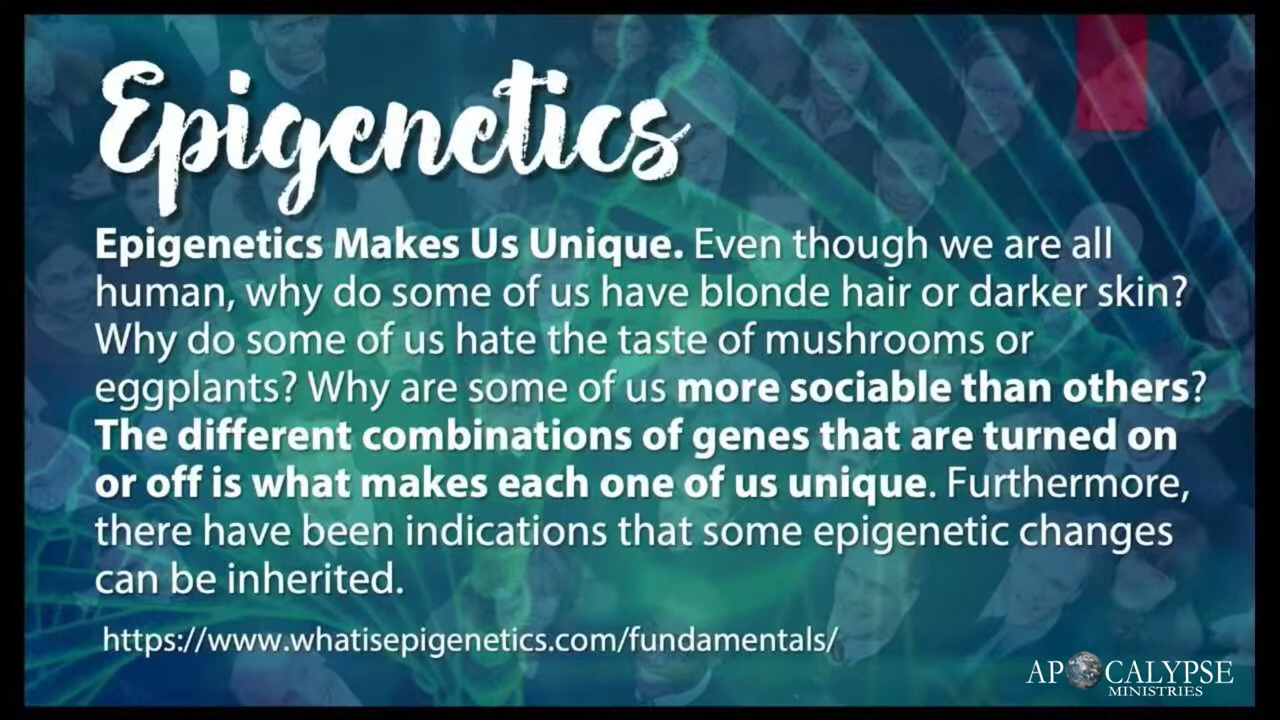 Epigenetics
Epigenetics Makes Us Unique. Even though we are all
human, why do some of us have blonde hair or darker skin?
Why do some of us hate the taste of mushrooms or
eggplants? Why are some of us more sociable than others?
The different combinations of genes that are turned on
or off is what makes each one of us unique. Furthermore,
there have been indications that some epigenetic changes
can be inherited.
https://www.whatisepigenetics.com/fundamentals/
APOCALYPSE
MINISTRIES